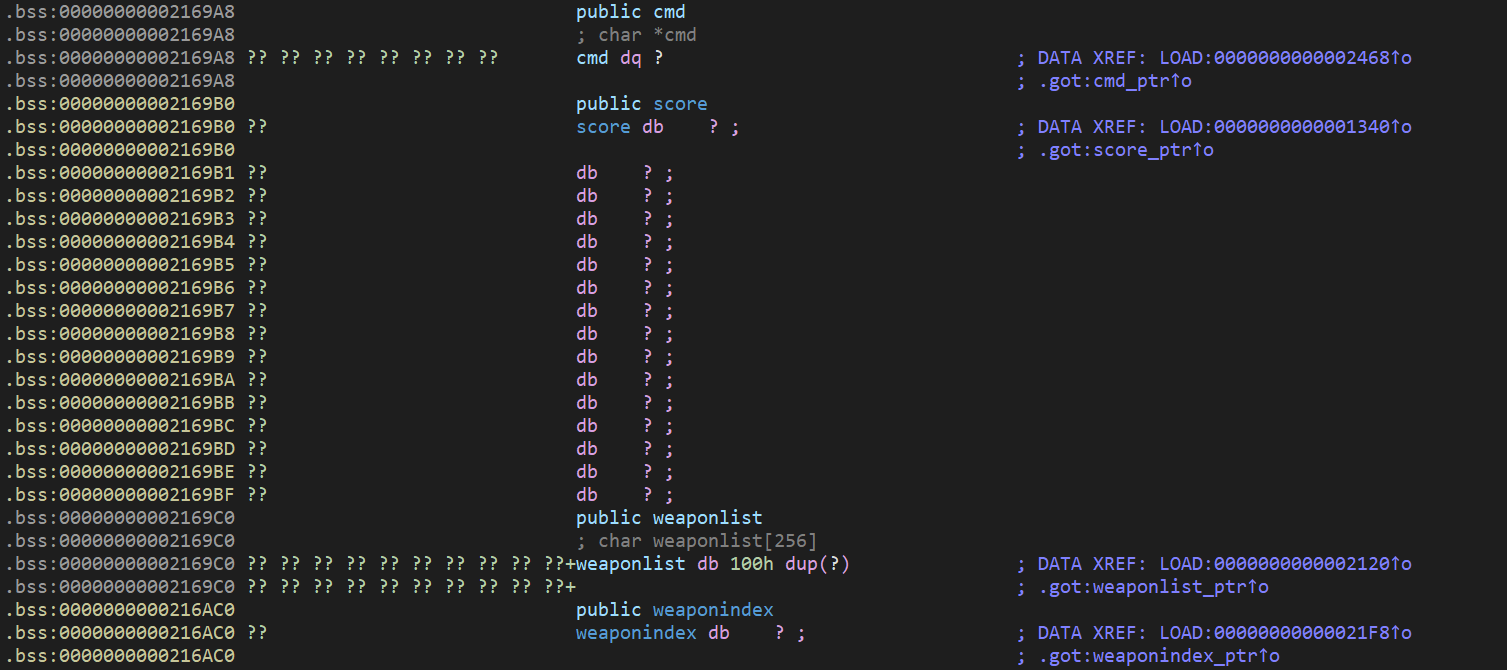 .bss:00000000002169A8 public cmd
.bss:00000000002169A8 ; char *cmd
.bss:00000000002169A8 ?? ?? ?? ?? ?? ?? ?? ?? cmd dq ? ; DATA XREF: LOAD:0000000000002468↑o
.bss:00000000002169A8 ; .got:cmd_ptr↑o
.bss:00000000002169B0 public score
.bss:00000000002169B0 ?? score db ? ; ; DATA XREF: LOAD:0000000000001340↑o
.bss:00000000002169B0 ; .got:score_ptr↑o
.bss:00000000002169B1 ?? db ? ;
.bss:00000000002169B2 ?? db ? ;
.bss:00000000002169B3 ?? db ? ;
.bss:00000000002169B4 ?? db ? ;
.bss:00000000002169B5 ?? db ? ;
.bss:00000000002169B6 ?? db ? ;
.bss:00000000002169B7 ?? db ? ;
.bss:00000000002169B8 ?? db ? ;
.bss:00000000002169B9 ?? db ? ;
.bss:00000000002169BA ?? db ? ;
.bss:00000000002169BB ?? db ? ;
.bss:00000000002169BC ?? db ? ;
.bss:00000000002169BD ?? db ? ;
.bss:00000000002169BE ?? db ? ;
.bss:00000000002169BF ?? db ? ;
.bss:00000000002169C0 public weaponlist
.bss:00000000002169C0 ; char weaponlist[256]
.bss:00000000002169C0 ?? ?? ?? ?? ?? ?? ?? ?? ?? ??+weaponlist db 100h dup(?) ; DATA XREF: LOAD:0000000000002120↑o
.bss:00000000002169C0 ?? ?? ?? ?? ?? ?? ?? ?? ?? ??+ ; .got:weaponlist_ptr↑o
.bss:0000000000216AC0 public weaponindex
.bss:0000000000216AC0 ?? weaponindex db ? ; ; DATA XREF: LOAD:00000000000021F8↑o
.bss:0000000000216AC0 ; .got:weaponindex_ptr↑o